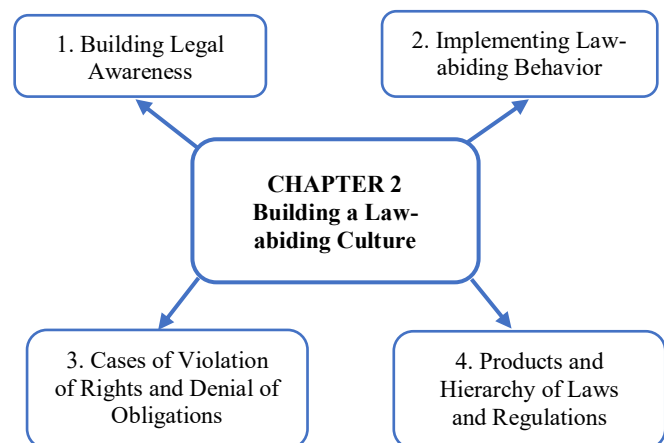 1. Building Legal
Awareness
2. Implementing Law-
abiding Behavior
CHAPTER 2
Building a Law-
abiding Culture
3. Cases of Violation
of Rights and Denial of
Obligations
4. Products and
Hierarchy of Laws
and Regulations